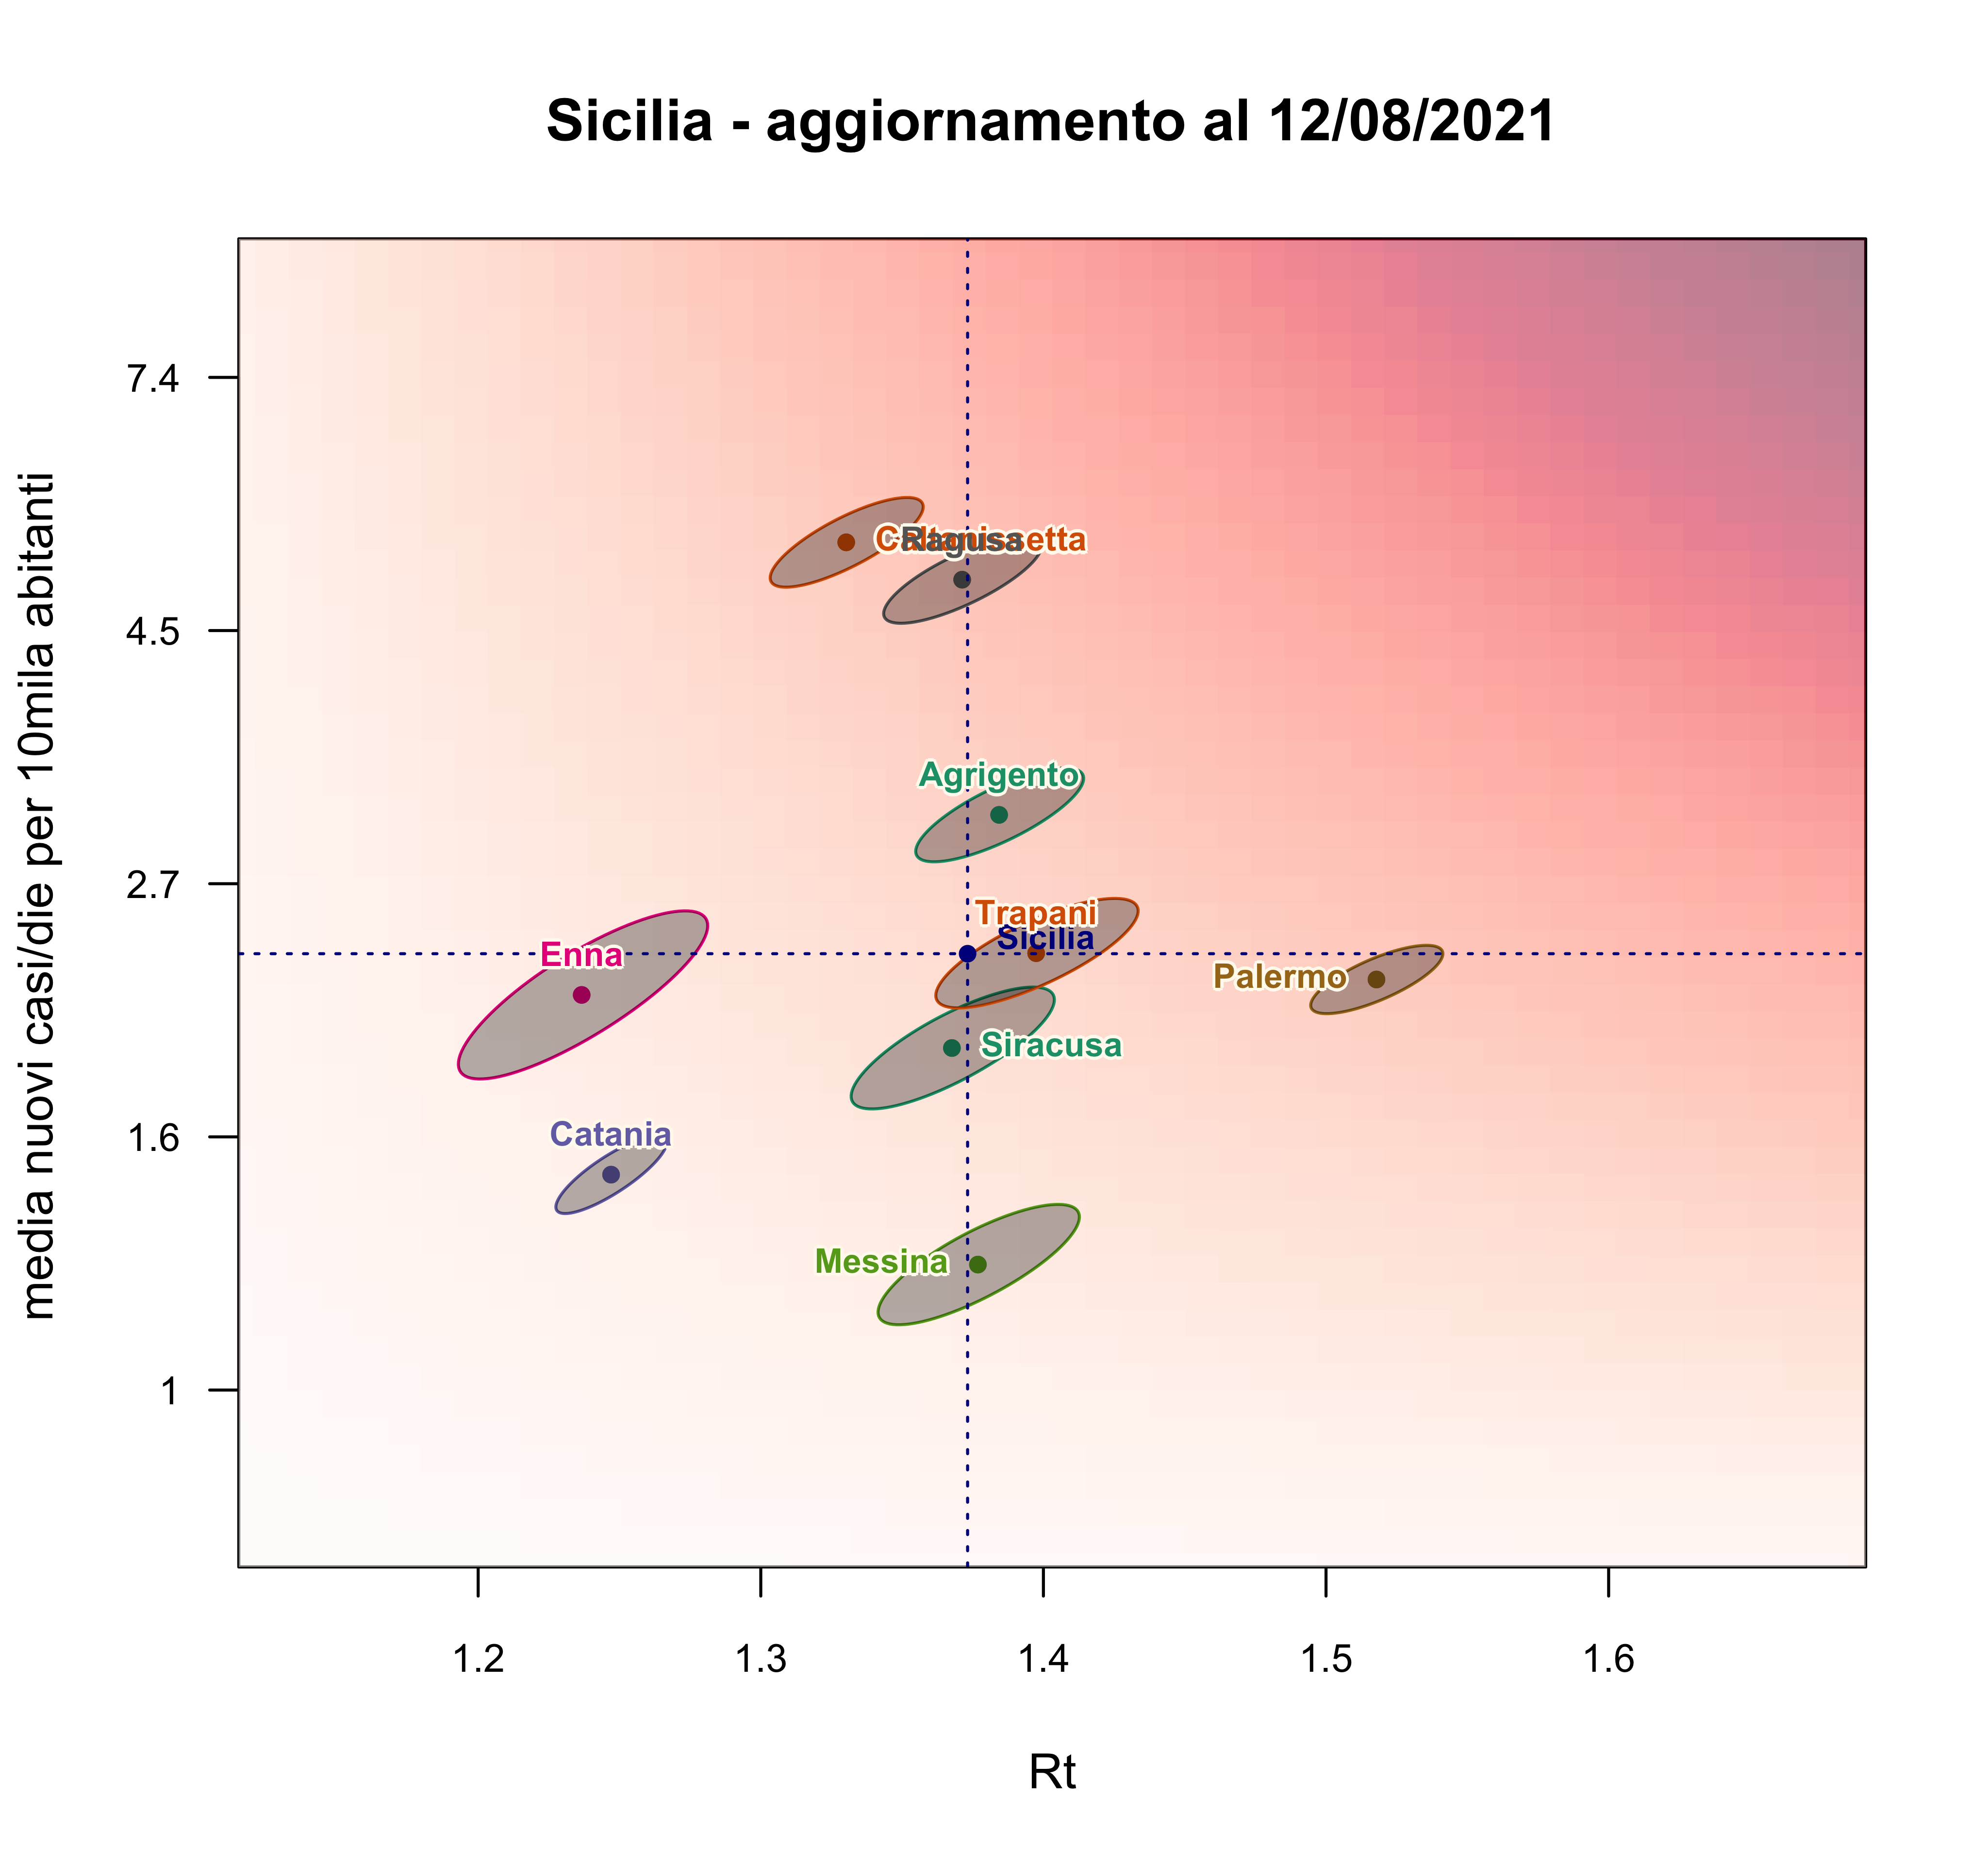 Sicilia - aggiornamento al 12/08/2021
media nuovi casi/die per 10mila abitanti
7.4
4.5
2.7
1.6
1
Caltanissetta
Ragusa
Agrigento
Trapani
Sicilia
Enna
Palermo
Siracusa
Catania
Messina
1.2 1.3 1.4 1.5 1.6
Rt